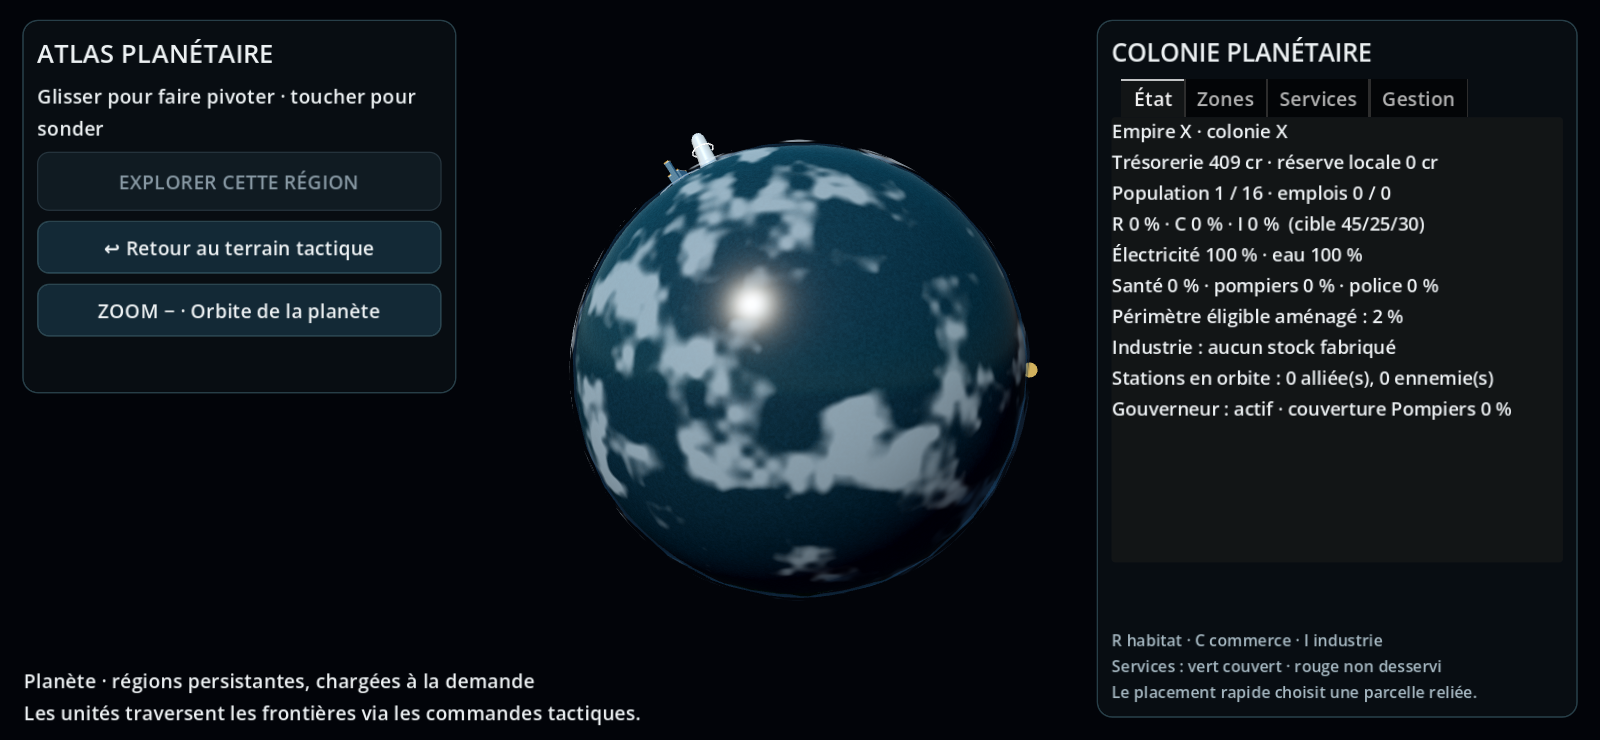 ATLAS PLANÉTAIRE
Glisser pour faire pivoter · toucher pour
sonder
EXPLORER CETTE RÉGION
↩ Retour au terrain tactique
ZOOM − · Orbite de la planète
COLONIE PLANÉTAIRE
État Zones Services Gestion
Empire X · colonie X
Trésorerie 409 cr · réserve locale 0 cr
Population 1 / 16 · emplois 0 / 0
R 0 % · C 0 % · I 0 % (cible 45/25/30)
Électricité 100 % · eau 100 %
Santé 0 % · pompiers 0 % · police 0 %
Périmètre éligible aménagé : 2 %
Industrie : aucun stock fabriqué
Stations en orbite : 0 alliée(s), 0 ennemie(s)
Gouverneur : actif · couverture Pompiers 0 %
R habitat · C commerce · I industrie
Services : vert couvert · rouge non desservi
Le placement rapide choisit une parcelle reliée.
Planète · régions persistantes, chargées à la demande
Les unités traversent les frontières via les commandes tactiques.